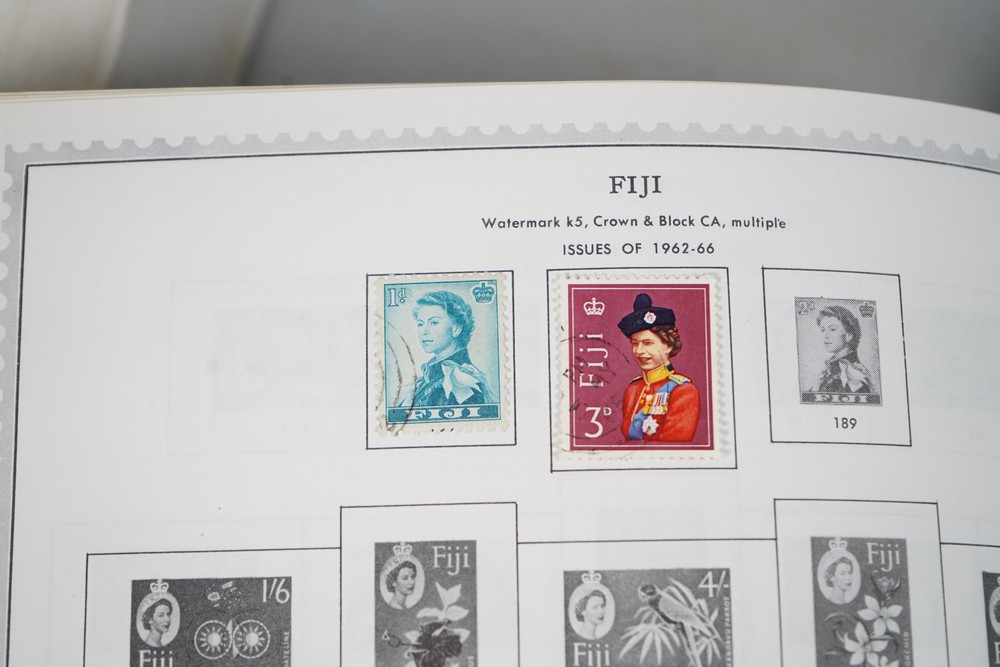 FIJI
Watermark k5, Crown & Block CA, multiple
ISSUES OF 1962-66
1d
FIJI
Fiji
3D
2d
FIJI
189
1/6
Fiji
Fiji
4/-
Fiji
Fiji